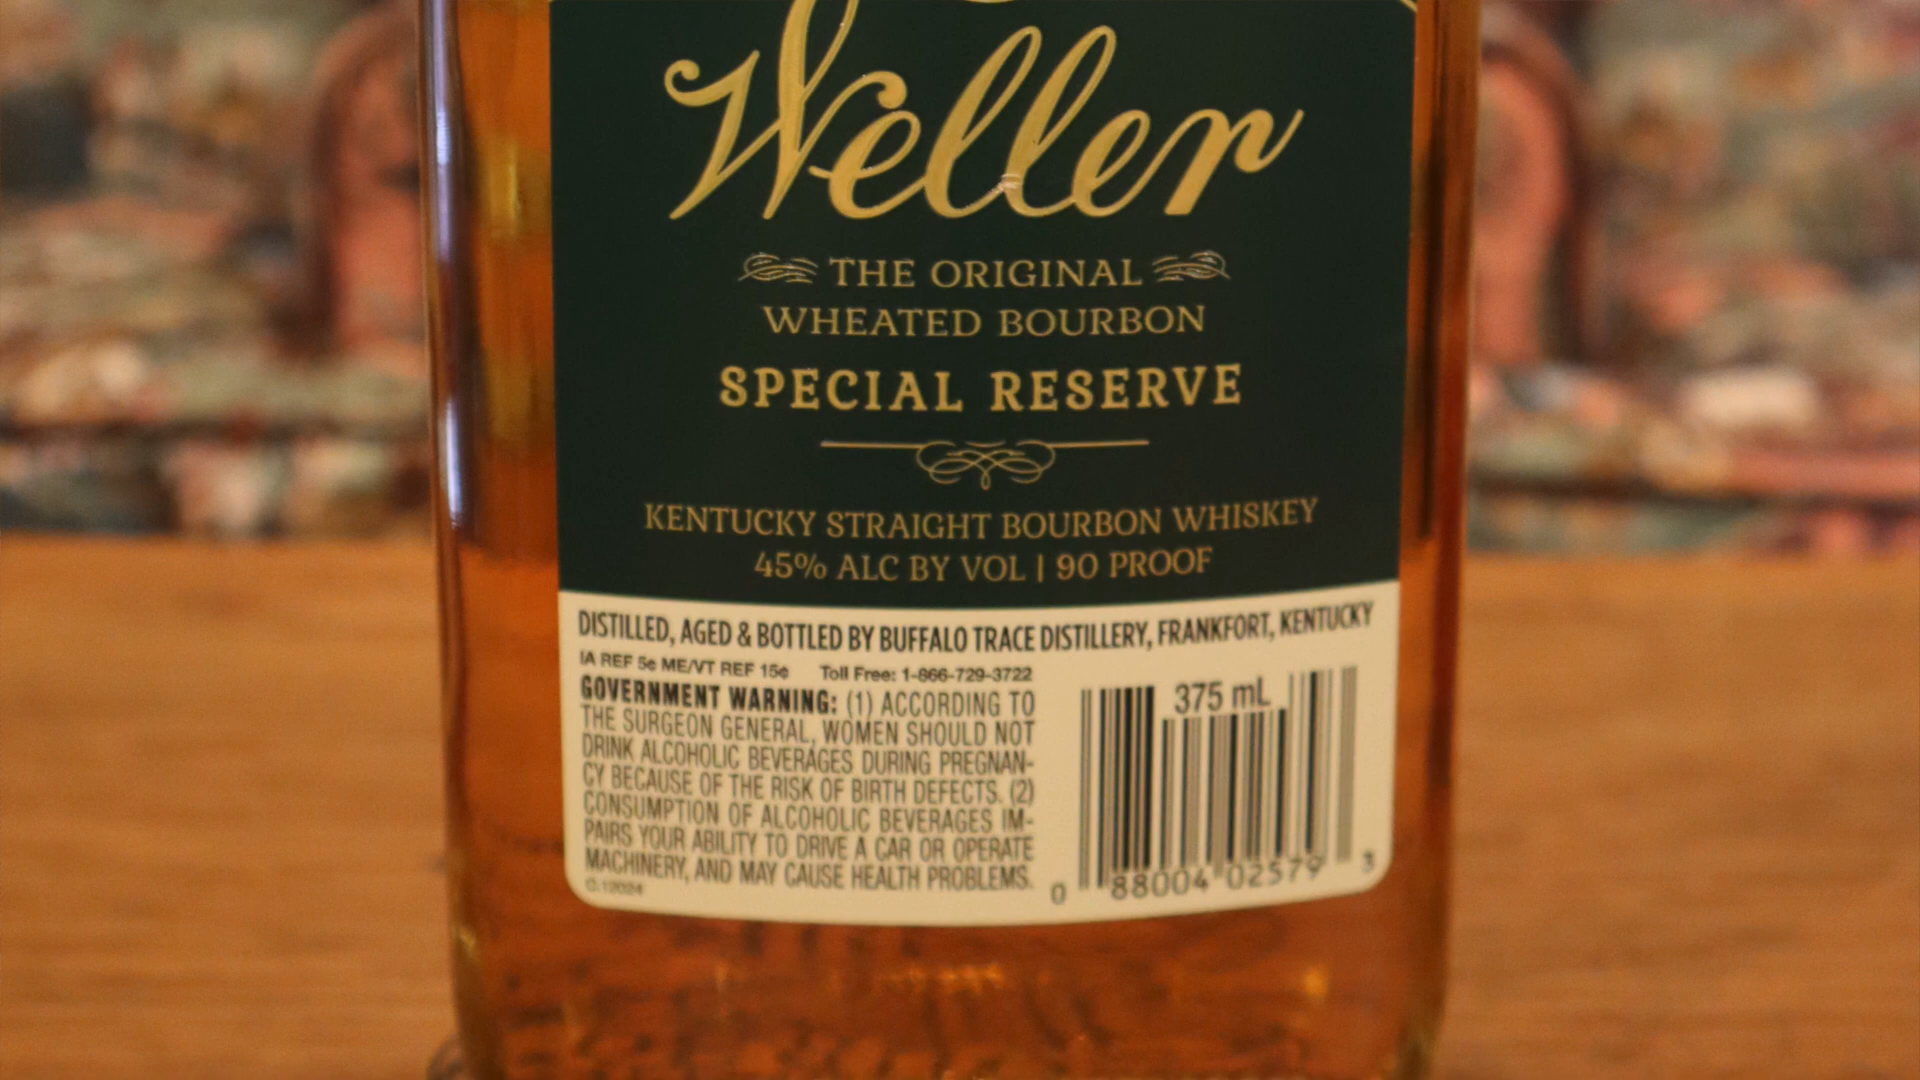 Weller
THE ORIGINAL
WHEATED BOURBON
SPECIAL RESERVE
KENTUCKY STRAIGHT BOURBON WHISKEY
45% ALC BY VOL | 90 PROOF
DISTILLED, AGED & BOTTLED BY BUFFALO TRACE DISTILLERY, FRANKFORT, KENTUCKY
IA REF 5¢ ME/VT REF 15¢ Toll Free: 1-866-729-3722
GOVERNMENT WARNING: (1) ACCORDING TO
THE SURGEON GENERAL, WOMEN SHOULD NOT
DRINK ALCOHOLIC BEVERAGES DURING PREGNAN-
CY BECAUSE OF THE RISK OF BIRTH DEFECTS. (2)
CONSUMPTION OF ALCOHOLIC BEVERAGES IM-
PAIRS YOUR ABILITY TO DRIVE A CAR OR OPERATE
MACHINERY, AND MAY CAUSE HEALTH PROBLEMS.
375 mL
0 88004 02579 3